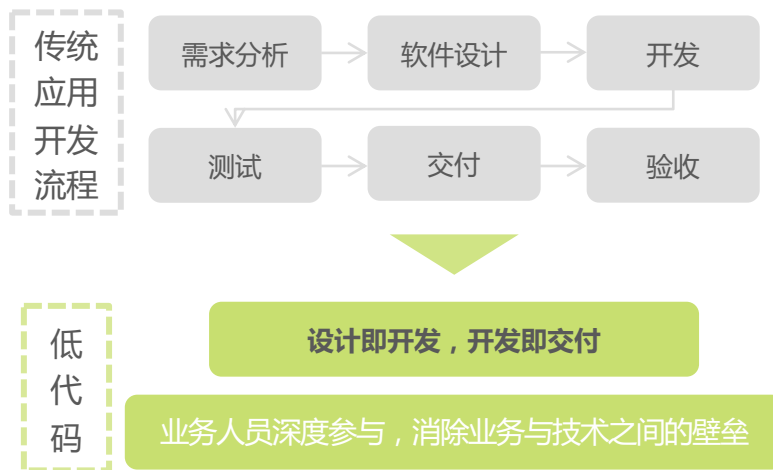 传统
应用
开发
流程
需求分析
软件设计
开发
测试
交付
验收
低
代
码
设计即开发，开发即交付
业务人员深度参与，消除业务与技术之间的壁垒